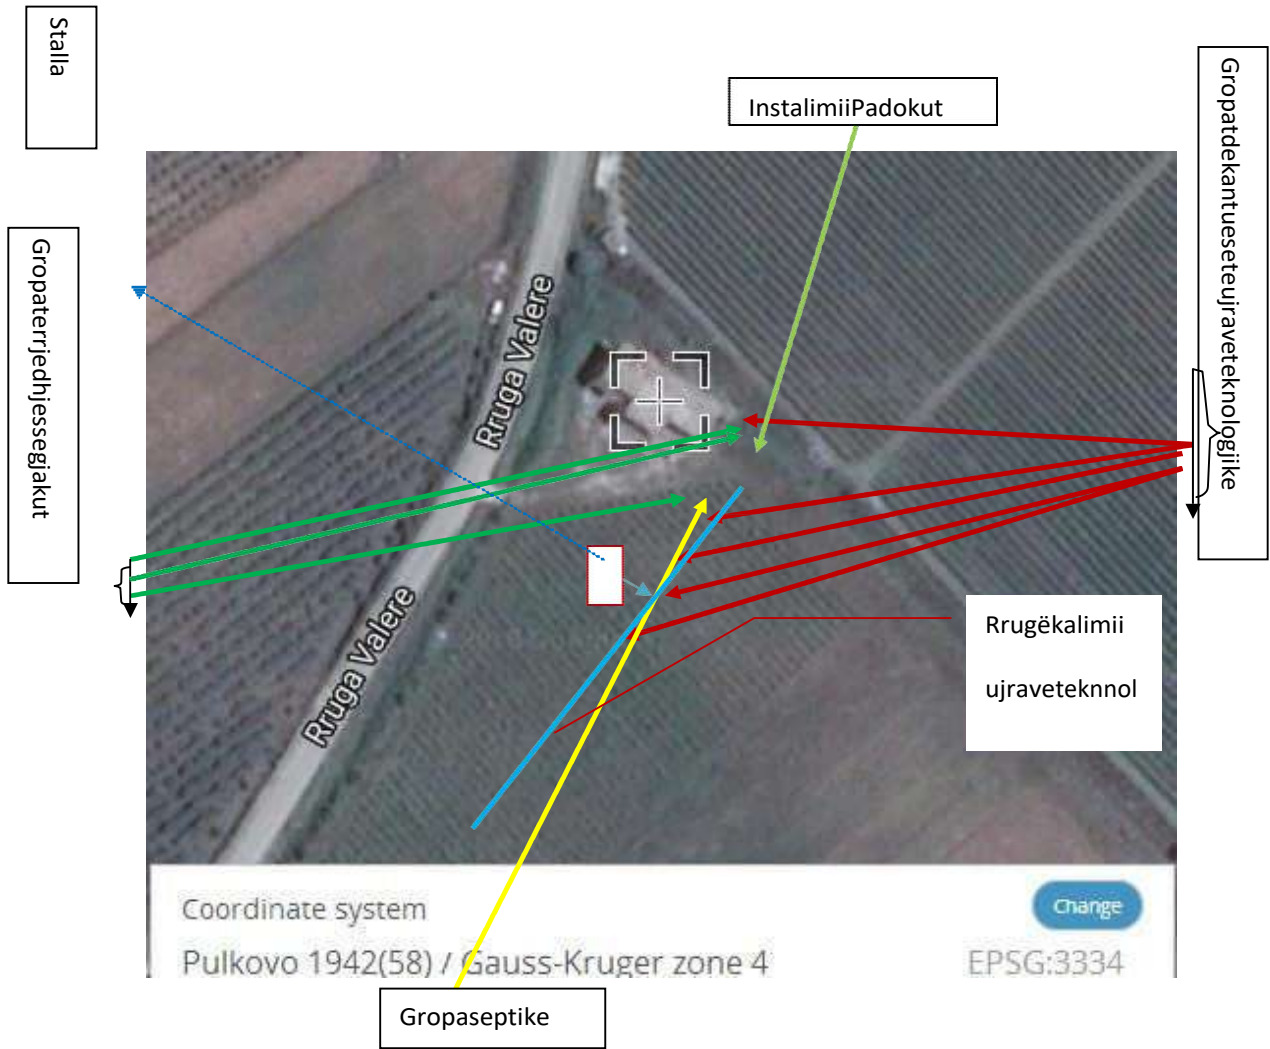 Stalla
InstalimiiPadokut
Gropatdekantueseteujraveteknologjike
Gropaterrjedhjessegjakut
Rruga Valere
Rruga Valere
Rrugëkalimii
ujraveteknnol
Coordinate system
Change
Pulkovo 1942(58) / Gauss-Kruger zone 4
EPSG:3334
Gropaseptike